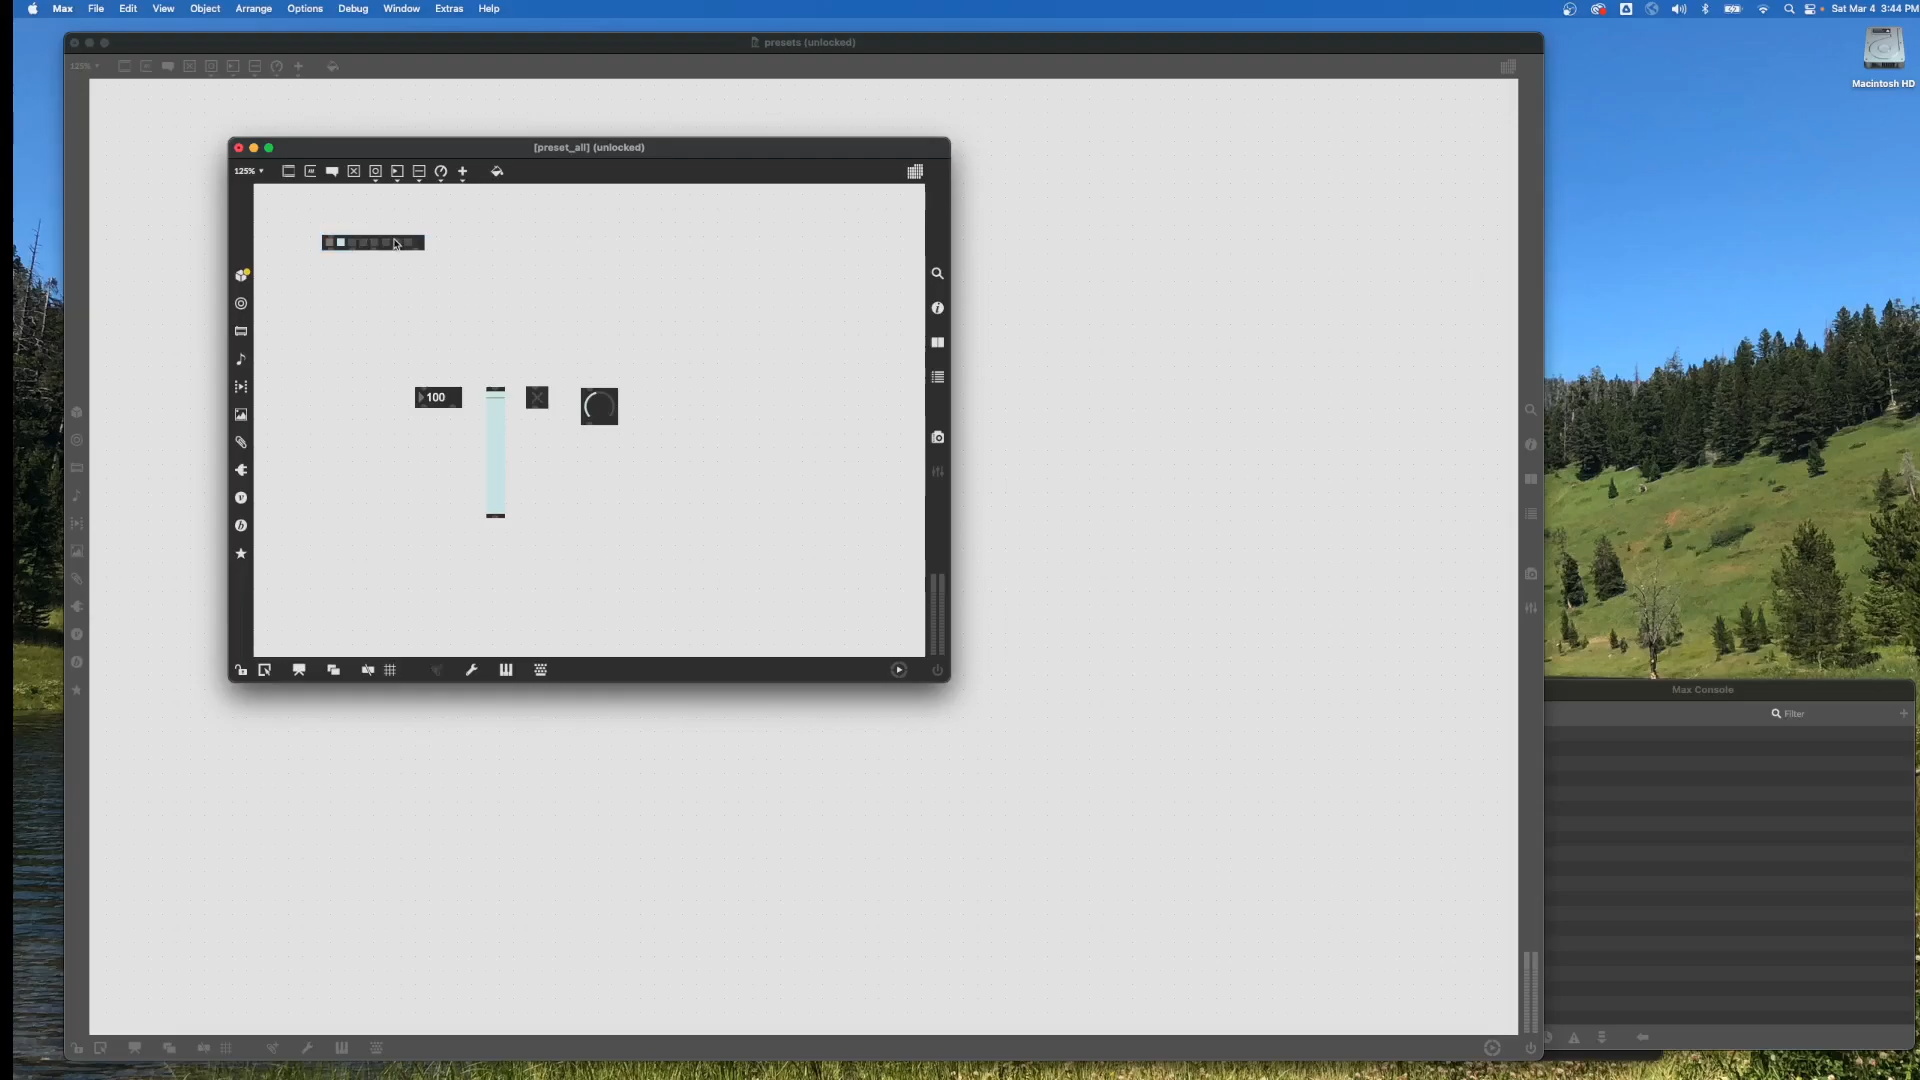 Max File Edit View Object Arrange Options Debug Window Extras Help
Sat Mar 4 3:44 PM
presets (unlocked)
125%
Macintosh HD
[preset_all] (unlocked)
125%
100
Max Console
Filter